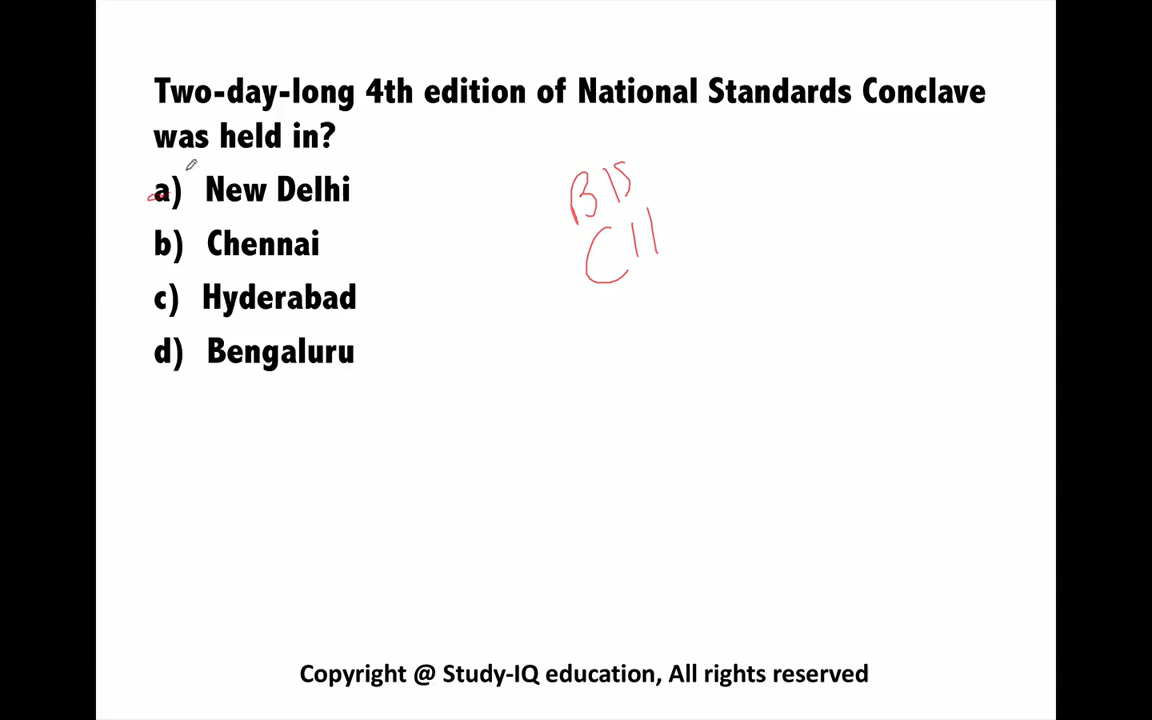 Two-day-long 4th edition of National Standards Conclave
was held in?
a) New Delhi
BIS
b) Chennai
CII
c) Hyderabad
d) Bengaluru
Copyright @ Study-IQ education, All rights reserved